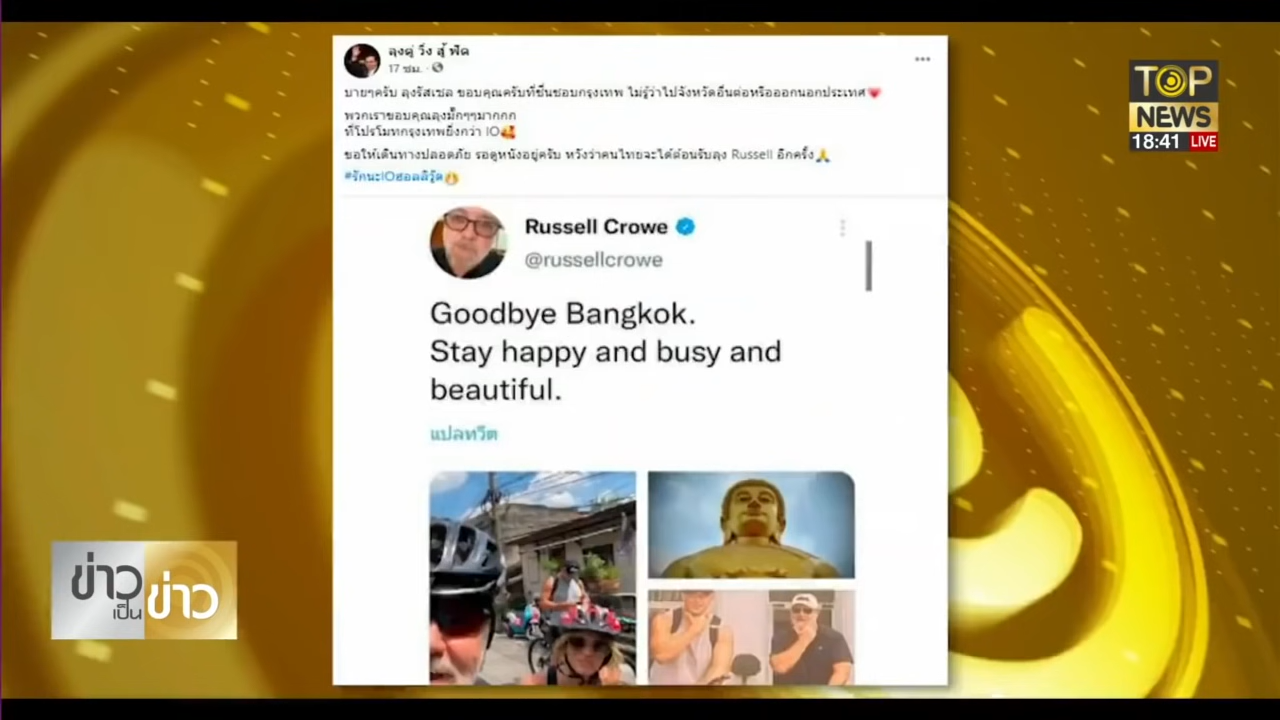 ลุงตู่ วิ่ง สู้ ฟัด
17 ชม.
บายๆครับ ลุงรัสเซล ขอบคุณครับที่ชื่นชอบกรุงเทพ ไม่รู้ว่าไปจังหวัดอื่นต่อหรือออกนอกประเทศ💗
พวกเราขอบคุณลุงมั๊กๆๆมากกก
ที่โปรโมทกรุงเทพยิ่งกว่า IO🥰
ขอให้เดินทางปลอดภัย รอดูหนังอยู่ครับ หวังว่าคนไทยจะได้ต้อนรับลุง Russell อีกครั้ง🙏
#รักนะIOฮอลลิวู้ด
Russell Crowe
@russellcrowe
Goodbye Bangkok.
Stay happy and busy and
beautiful.
แปลทวีต
TOP
NEWS
18:41 LIVE
ข่าว
เป็น
ข่าว